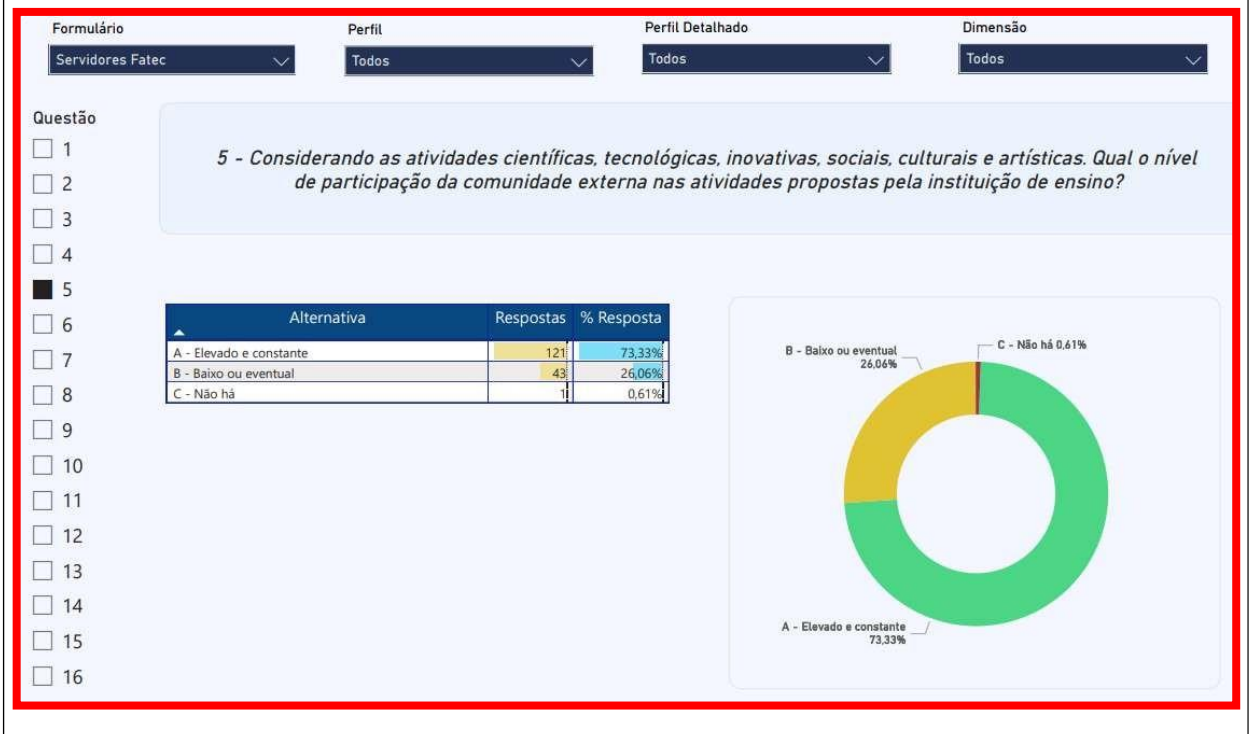 Formulário
Perfil
Perfil Detalhado
Dimensão
Servidores Fatec
Todos
Todos
Todos
Questão
1
2
3
4
5
6
7
8
9
10
11
12
13
14
15
16
5 - Considerando as atividades científicas, tecnológicas, inovativas, sociais, culturais e artísticas. Qual o nível
de participação da comunidade externa nas atividades propostas pela instituição de ensino?
Alternativa Respostas % Resposta
A - Elevado e constante 121 73,33%
B - Baixo ou eventual 43 26,06%
C - Não há 1 0,61%
B - Baixo ou eventual
26,06%
C - Não há 0,61%
A - Elevado e constante
73,33%